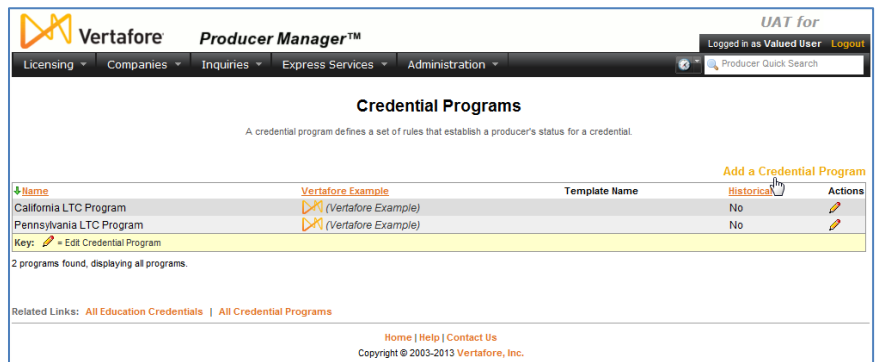 Vertafore
Producer Manager™
UAT for
Logged in as Valued User Logout
Licensing Companies Inquiries Express Services Administration
Producer Quick Search
Credential Programs
A credential program defines a set of rules that establish a producer's status for a credential.
Add a Credential Program
Name Vertafore Example Template Name Historical Actions
California LTC Program (Vertafore Example) No
Pennsylvania LTC Program (Vertafore Example) No
Key: = Edit Credential Program
2 programs found, displaying all programs.
Related Links: All Education Credentials | All Credential Programs
Home | Help | Contact Us
Copyright © 2003-2013 Vertafore, Inc.